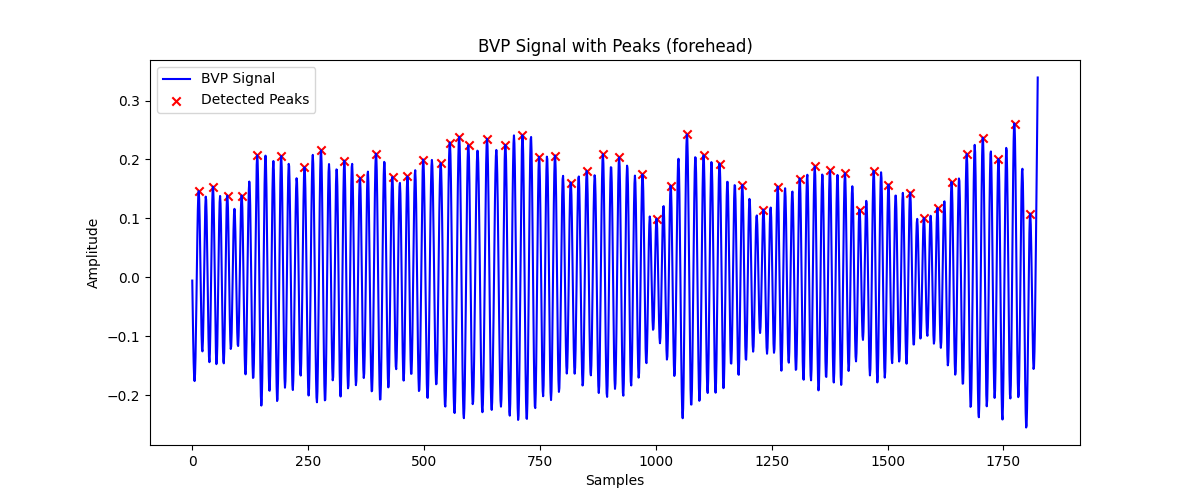 BVP Signal with Peaks (forehead)
BVP Signal
Detected Peaks
Amplitude
0.3
0.2
0.1
0.0
−0.1
−0.2
0 250 500 750 1000 1250 1500 1750
Samples